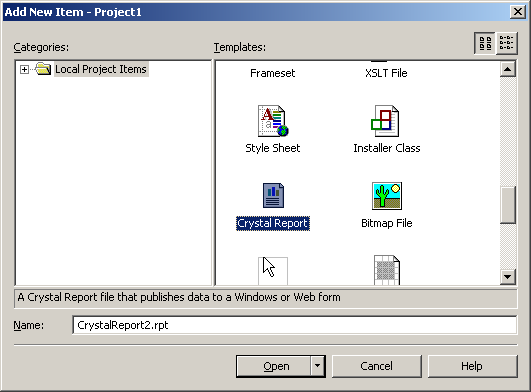 Add New Item - Project1
Categories:
Templates:
Local Project Items
Frameset
XSLT File
Style Sheet
Installer Class
Crystal Report
Bitmap File
A Crystal Report file that publishes data to a Windows or Web form
Name:
CrystalReport2.rpt
Open
Cancel
Help